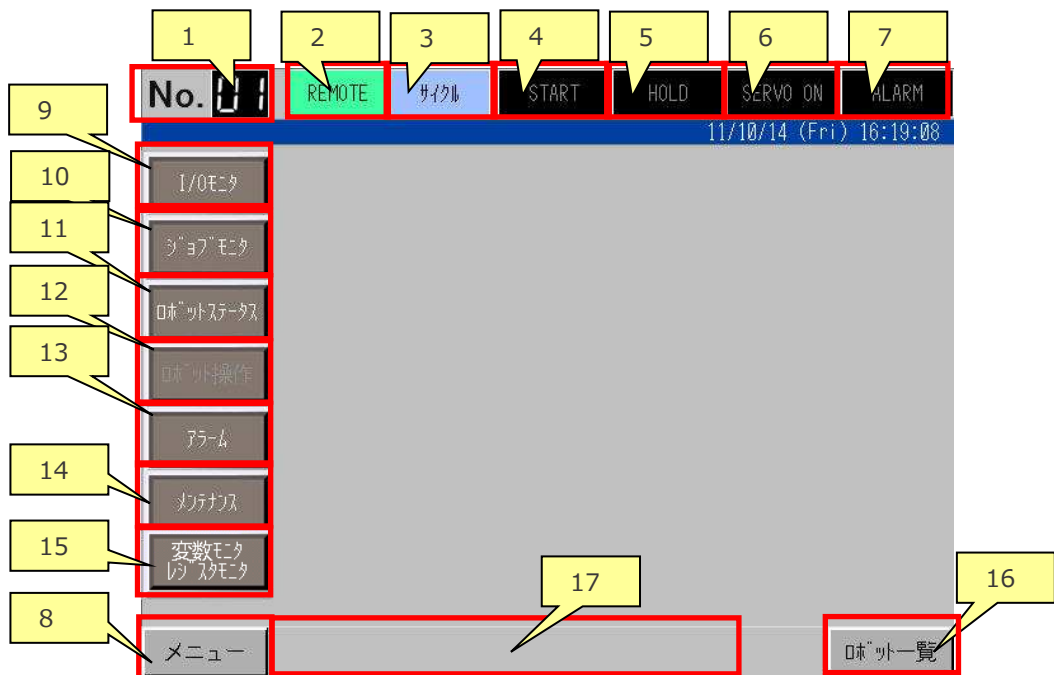 1 2 3 4 5 6 7
No. 01 REMOTE サイクル START HOLD SERVO ON ALARM
11/10/14 (Fri) 16:19:08
9
I/Oモニタ
10
ジョブモニタ
11
ロボットステータス
12
ロボット操作
13
アラーム
14
メンテナンス
15
変数モニタ
レジスタモニタ
17
16
8
メニュー
ロボット一覧